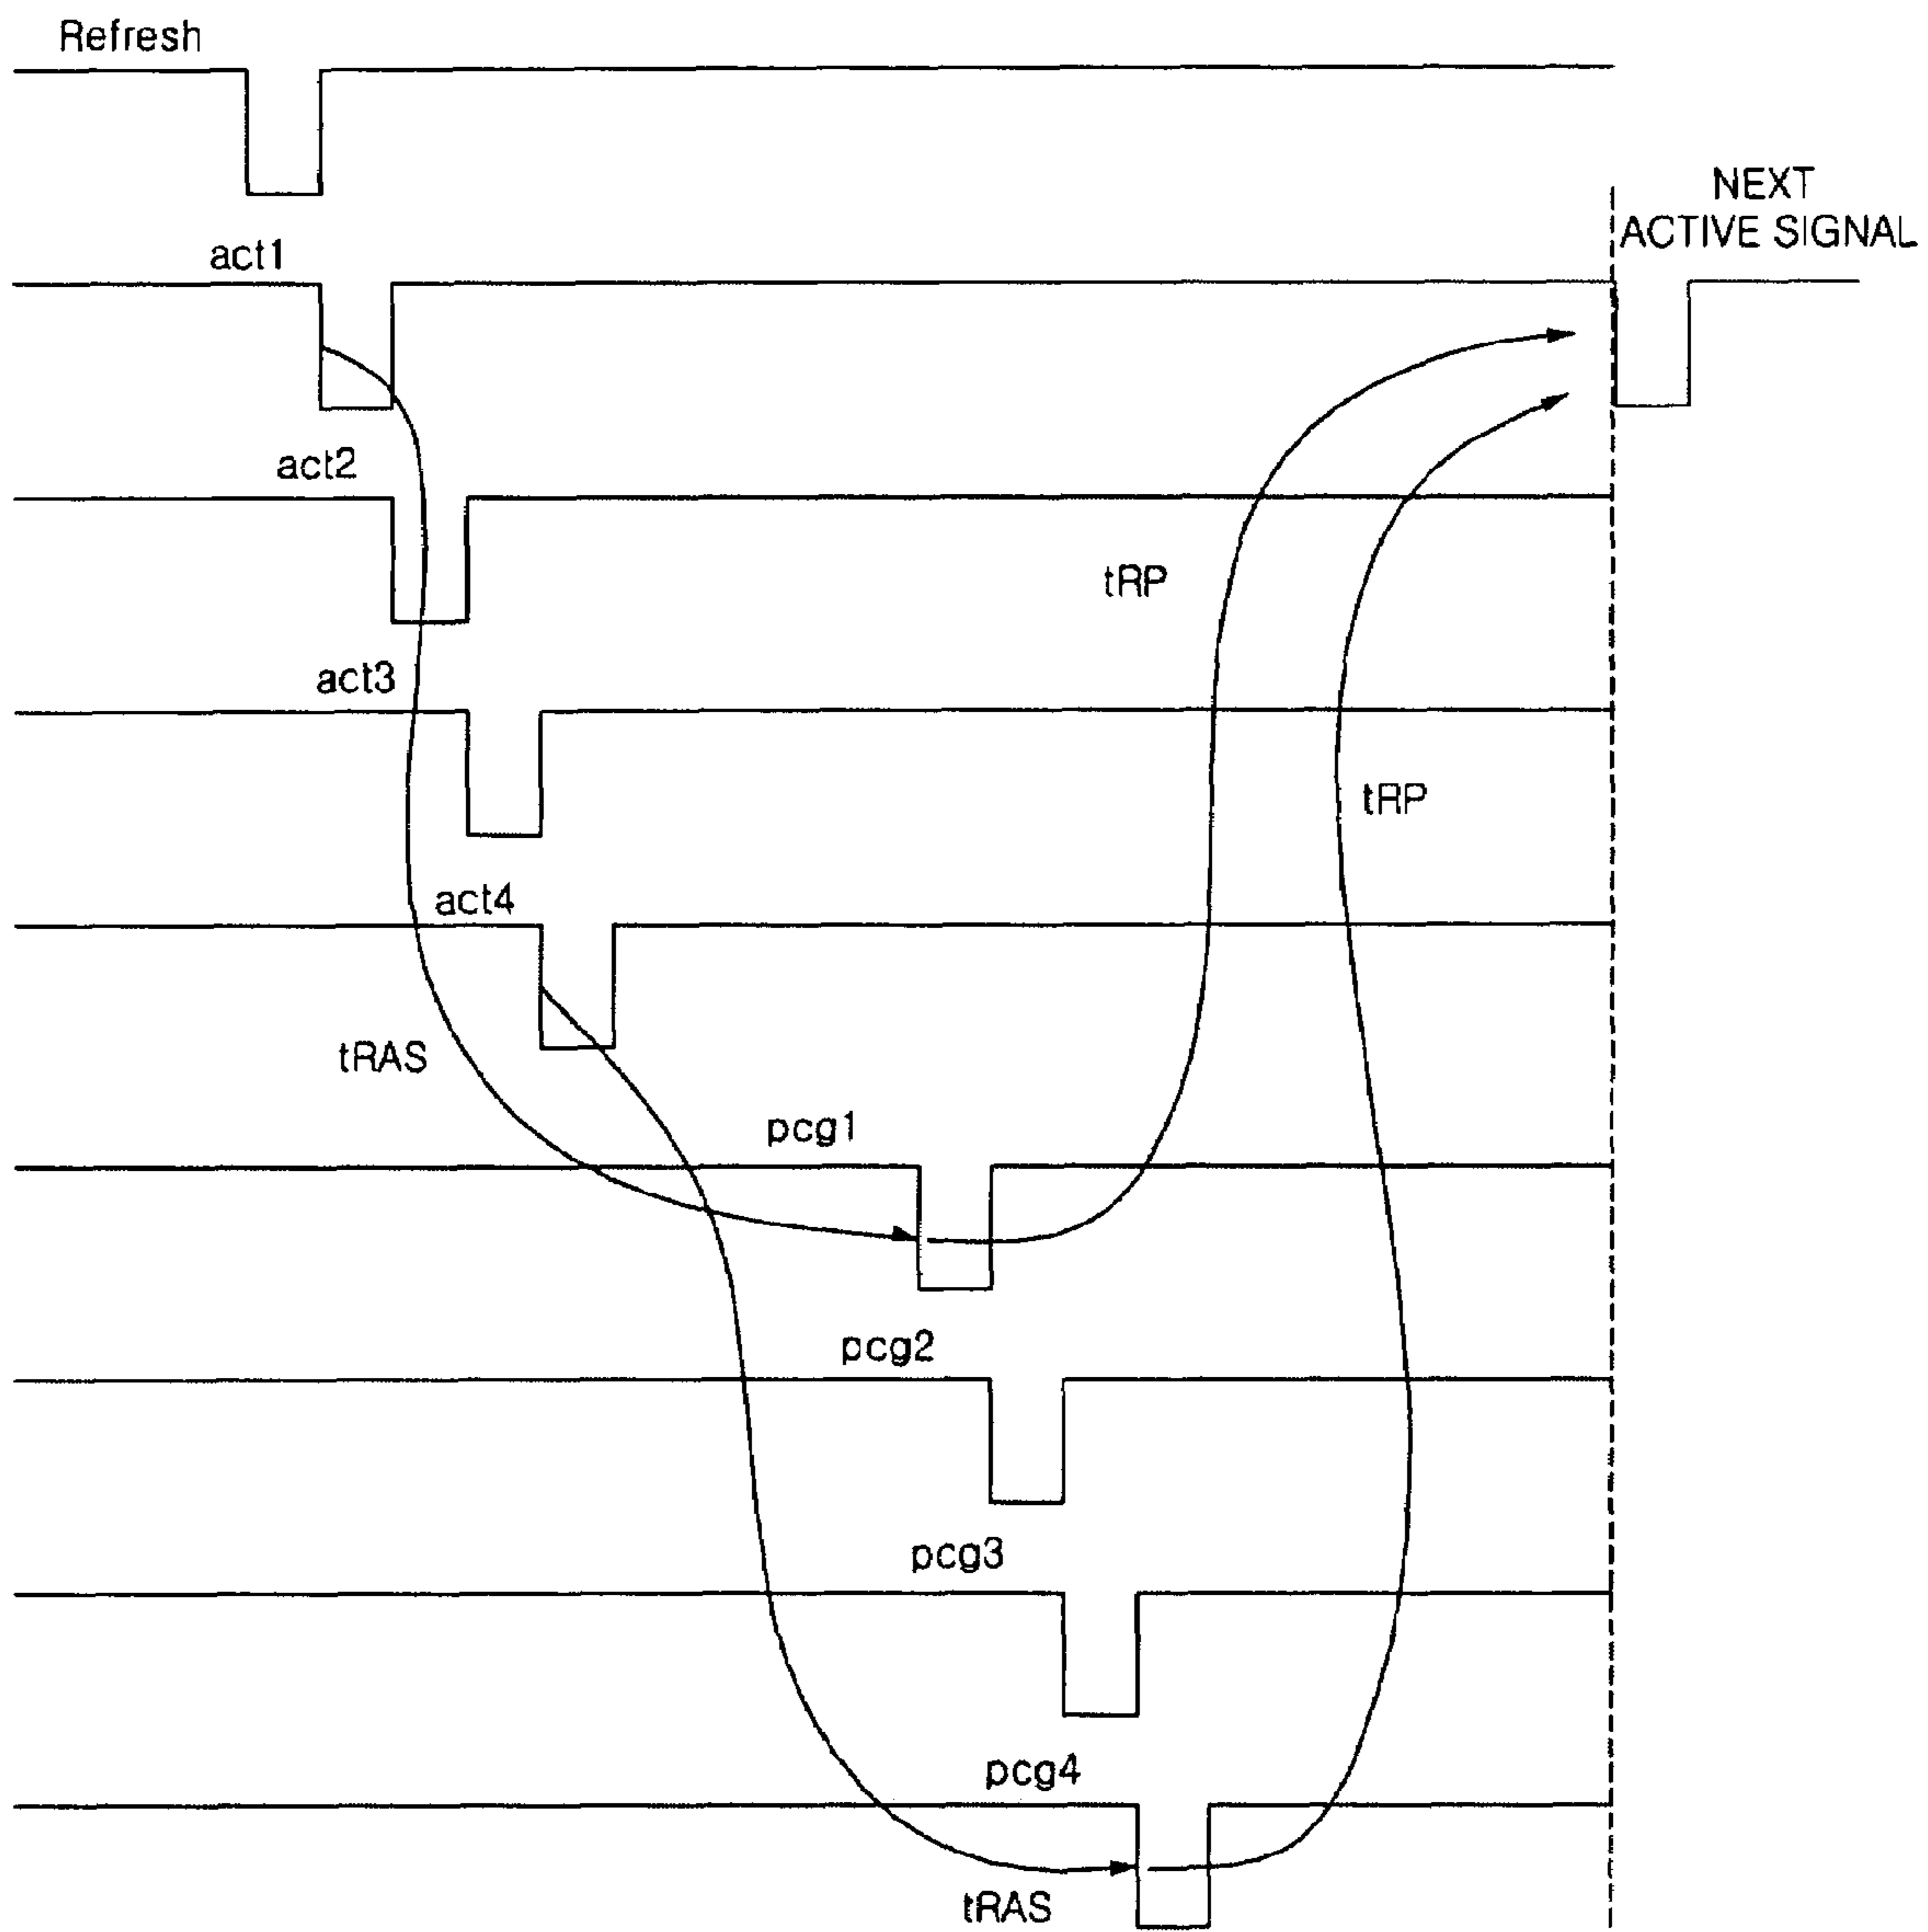 Refresh
NEXT
ACTIVE SIGNAL
act1
act2
tRP
act3
tRP
act4
tRAS
pcg1
pcg2
pcg3
pcg4
tRAS